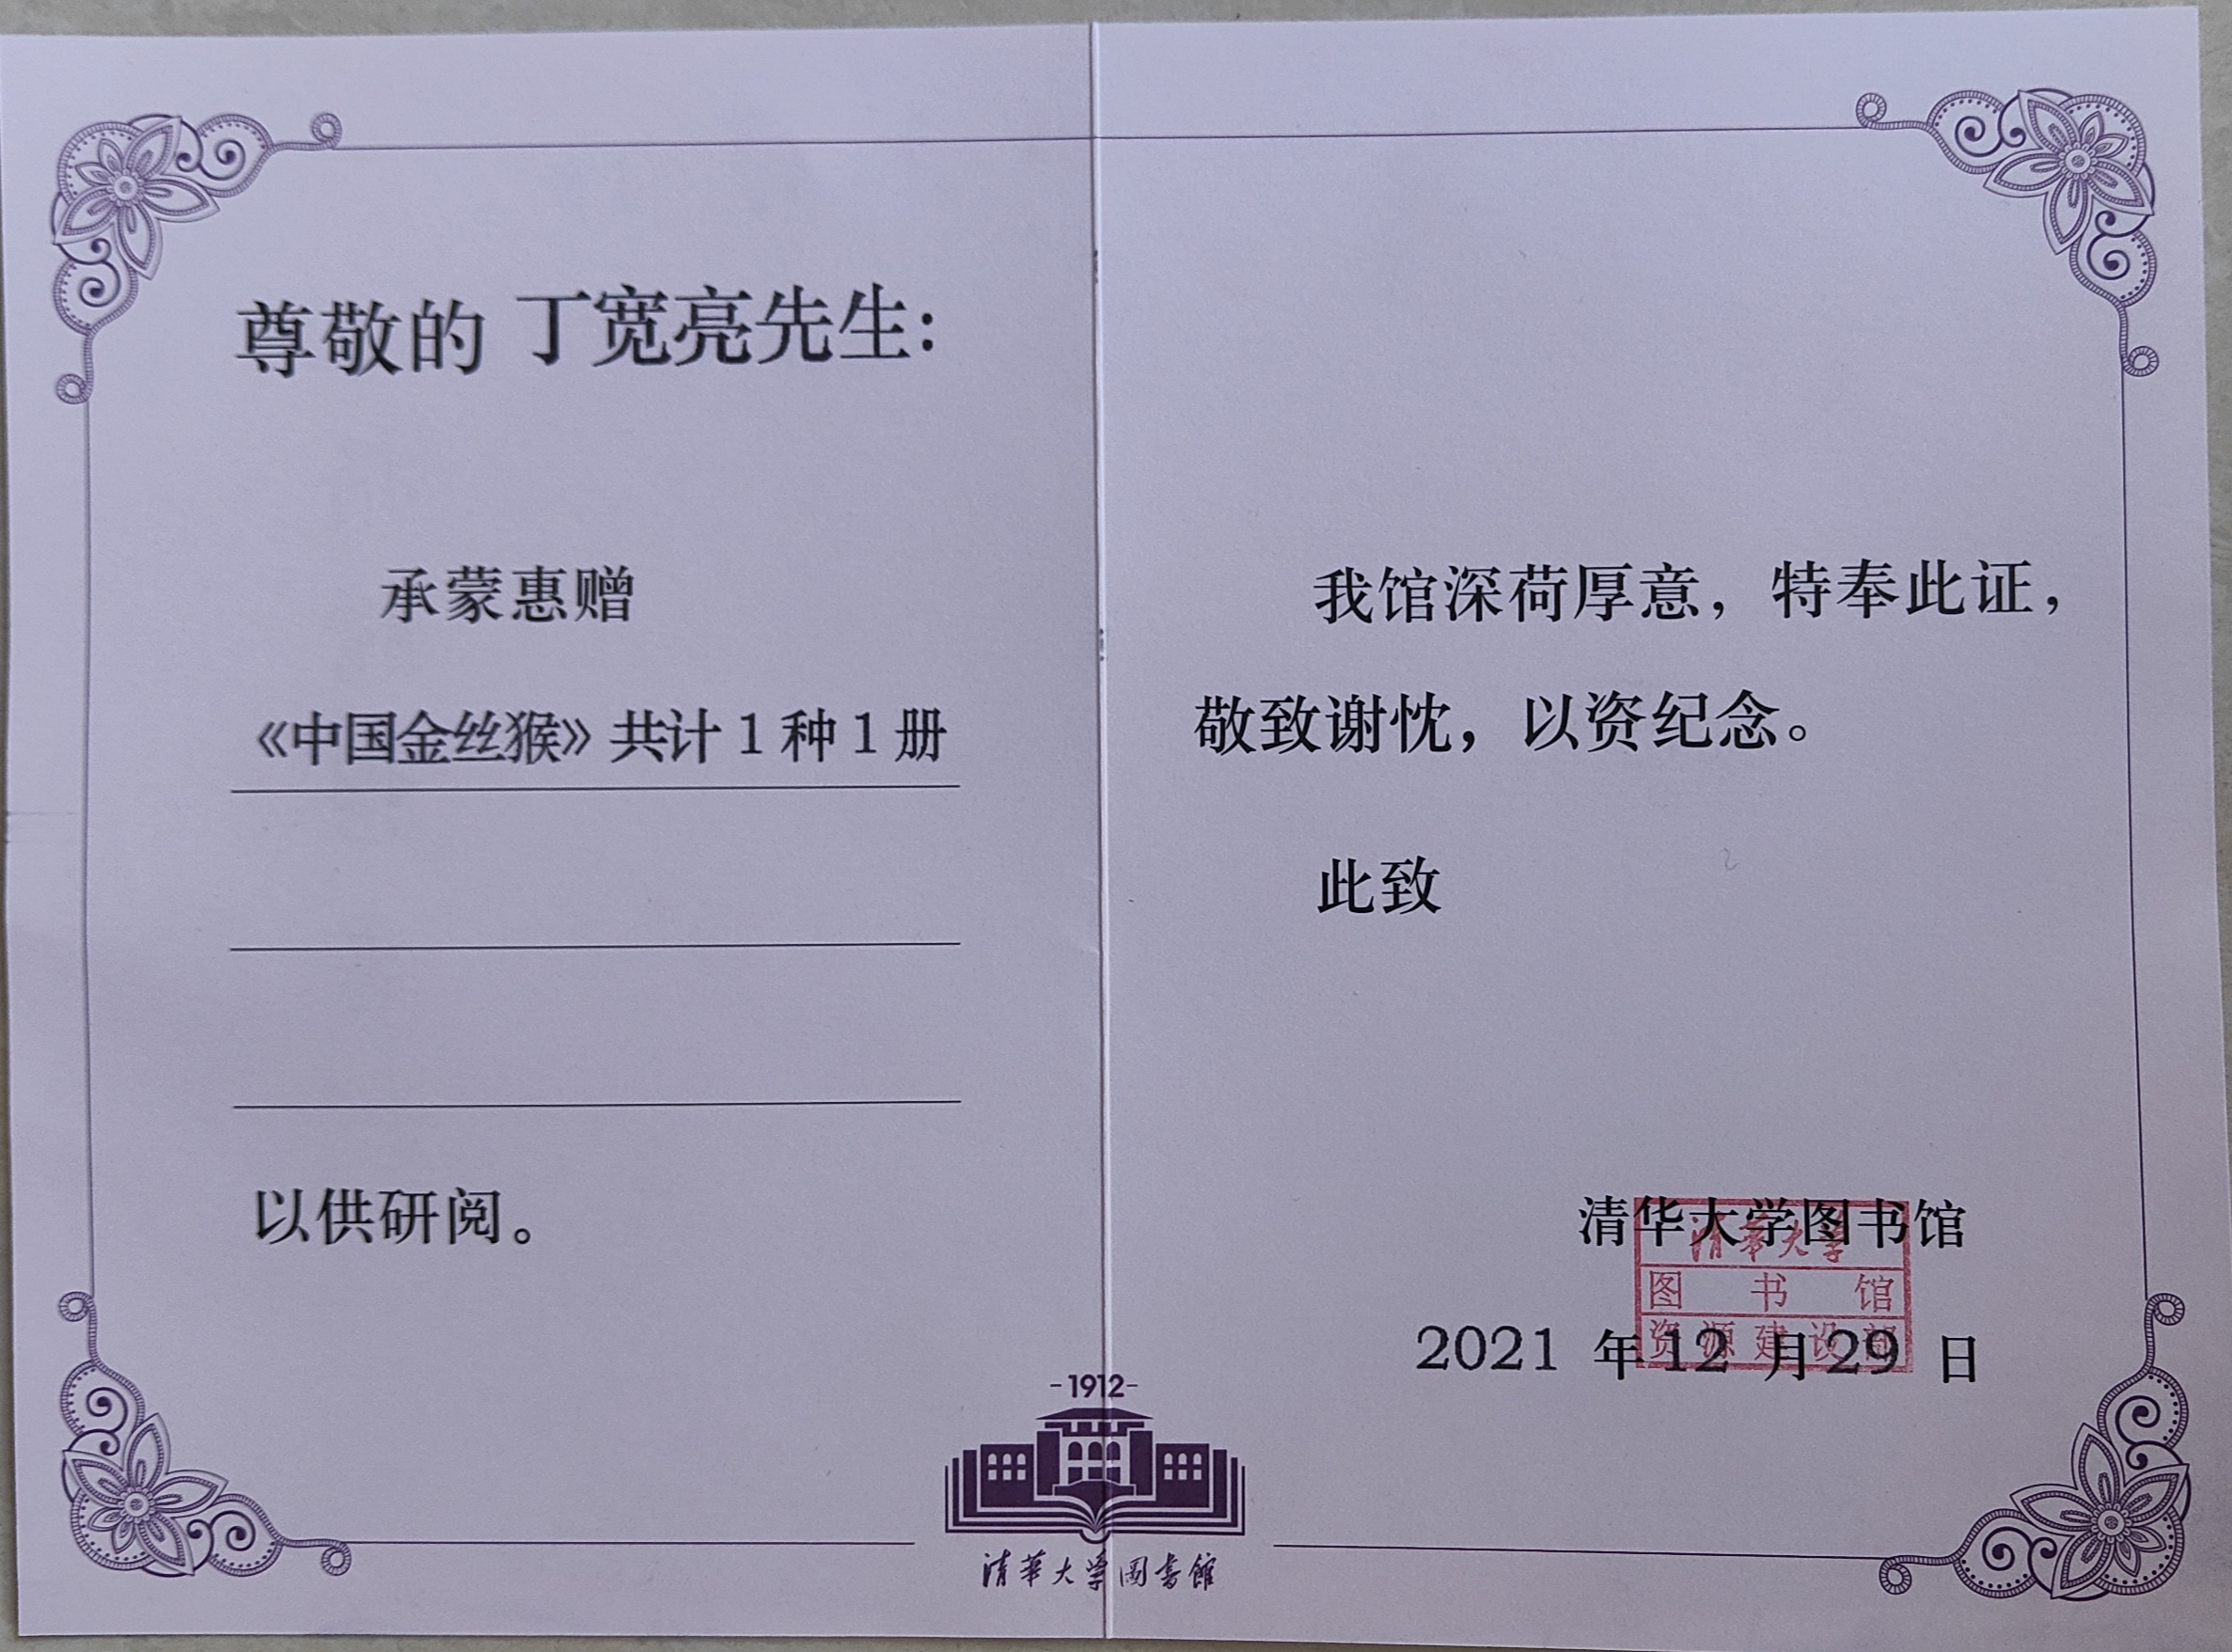 尊敬的 丁宽亮先生：
承蒙惠赠
《中国金丝猴》共计 1 种 1 册
以供研阅。
我馆深荷厚意，特奉此证，
敬致谢忱，以资纪念。
此致
清华大学图书馆
清华大学
图书馆
资源建设部
2021 年 12 月 29 日
-1912-
清華大学図書館